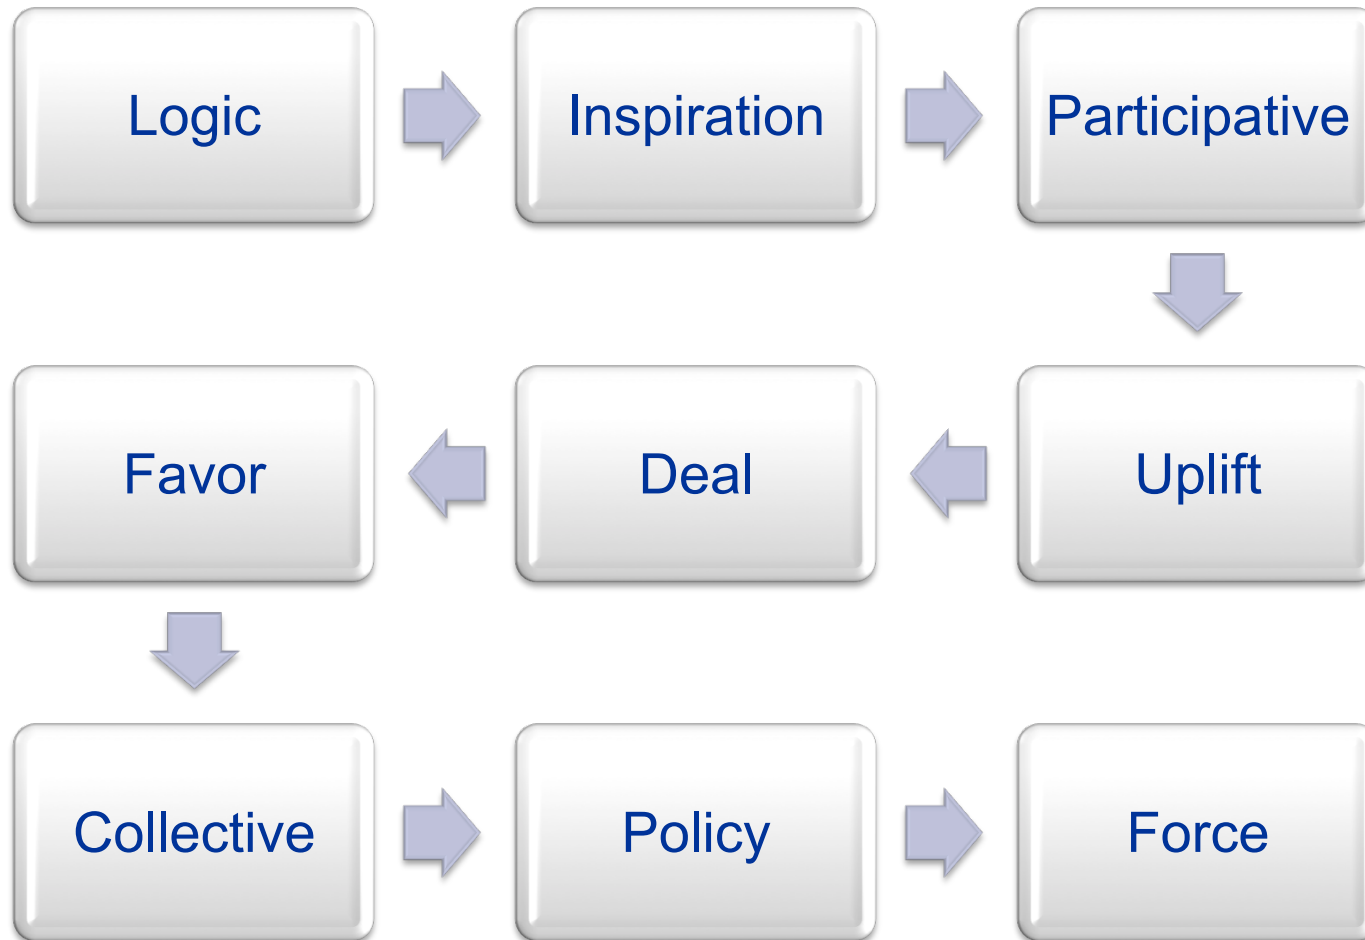 Logic
Inspiration
Participative
Uplift
Deal
Favor
Collective
Policy
Force